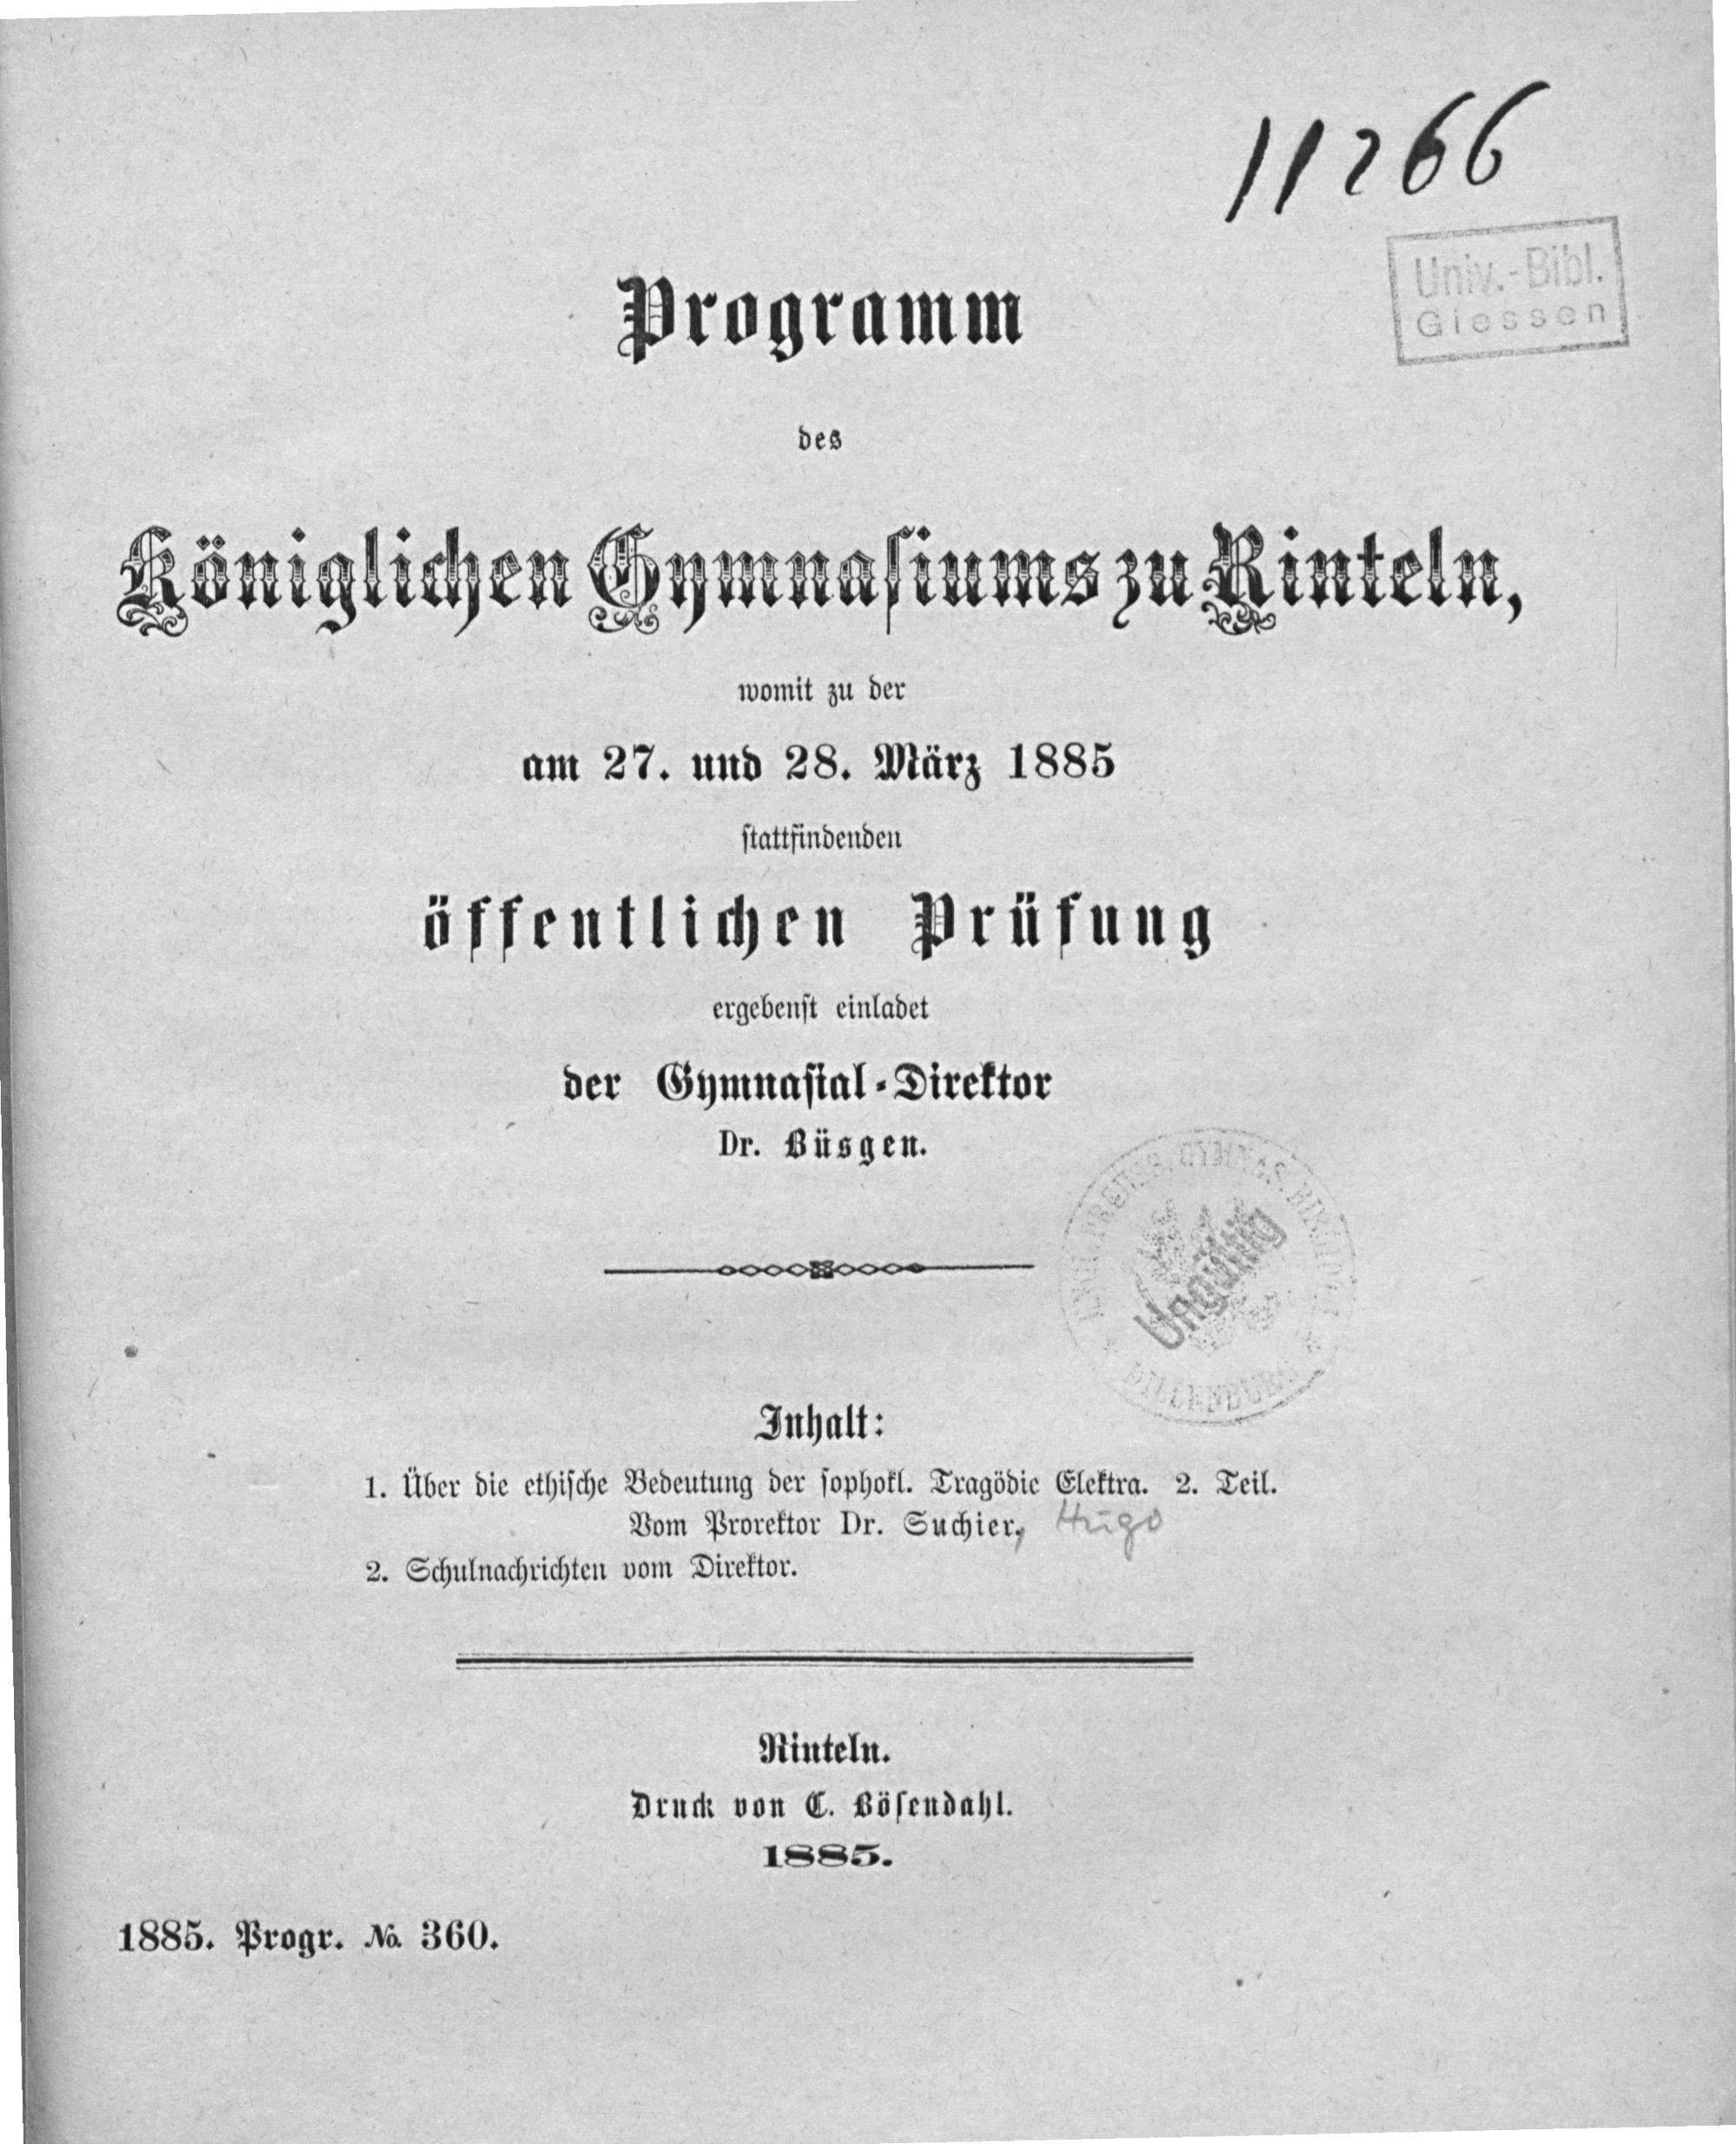 11266
Univ.-Bibl.
Giessen
Programm
des
Königlichen Gymnasiums zu Rinteln,
womit zu der
am 27. und 28. März 1885
stattfindenden
öffentlichen Prüfung
ergebenst einladet
der Gymnasial-Direktor
Dr. Büsgen.
GYMNAS.
Ungültig
DILLENBURG
Inhalt:
1. Über die ethische Bedeutung der sophokl. Tragödie Elektra. 2. Teil.
Vom Prorektor Dr. Suchier, Hugo
2. Schulnachrichten vom Direktor.
Rinteln.
Druck von C. Bösendahl.
1885.
1885. Progr. No. 360.